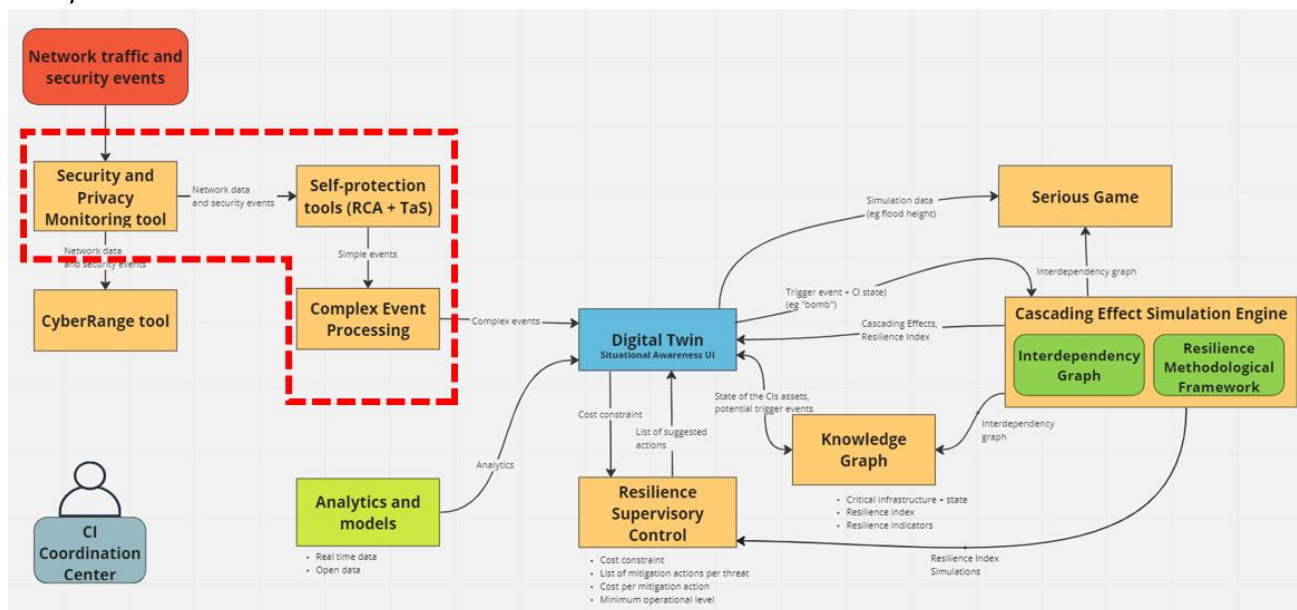 Network traffic and
security events
Security and
Privacy
Monitoring tool
Network data
and security events
Self-protection
tools (RCA + TaS)
Network data
and security events
Simple events
CyberRange tool
Complex Event
Processing
Complex events
Digital Twin
Situational Awareness UI
Simulation data
(eg flood height)
Serious Game
Interdependency graph
Trigger event + CI state)
(eg "bomb")
Cascading Effects,
Resilience Index
Cascading Effect Simulation Engine
Interdependency
Graph
Resilience
Methodological
Framework
Cost constraint
List of suggested
actions
State of the CIs assets,
potential trigger events
Interdependency
graph
Knowledge
Graph
• Critical infrastructure + state
• Resilience index
• Resilience indicators
Analytics
Analytics and
models
• Real time data
• Open data
Resilience
Supervisory
Control
• Cost constraint
• List of mitigation actions per threat
• Cost per mitigation action
• Minimum operational level
Resilience Index
Simulations
CI
Coordination
Center